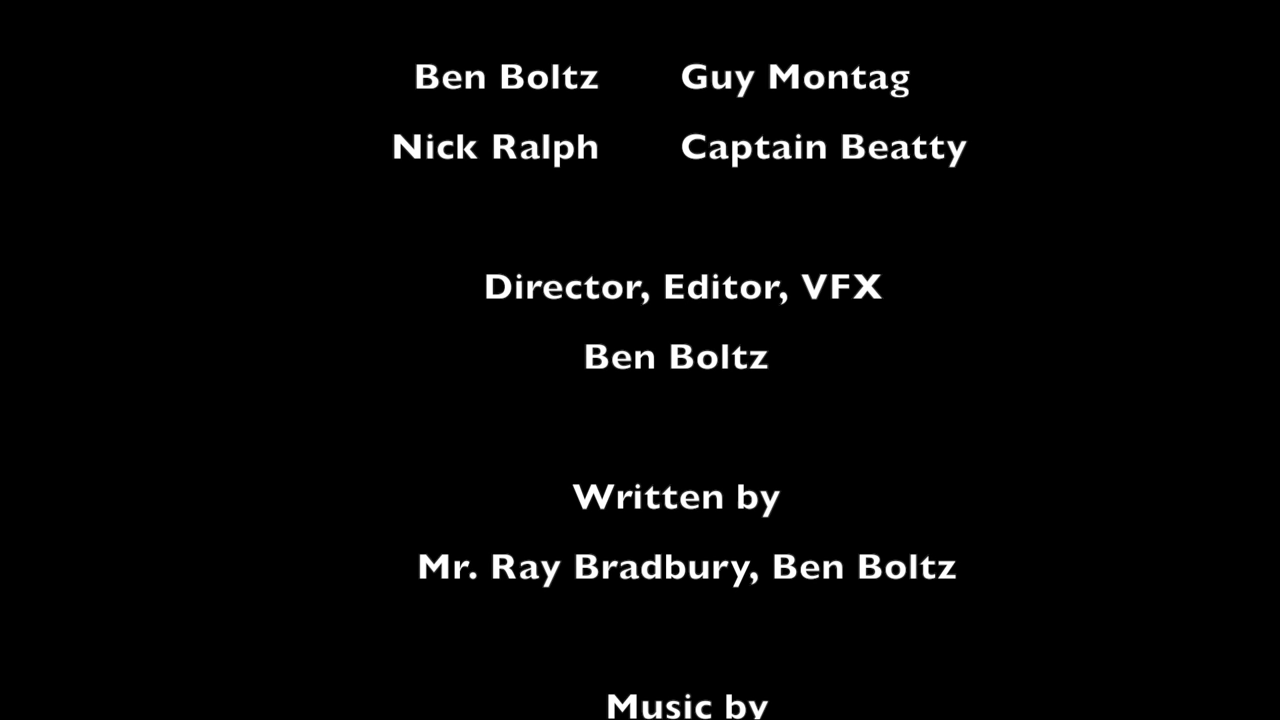 Ben Boltz Guy Montag
Nick Ralph Captain Beatty
Director, Editor, VFX
Ben Boltz
Written by
Mr. Ray Bradbury, Ben Boltz
Music by